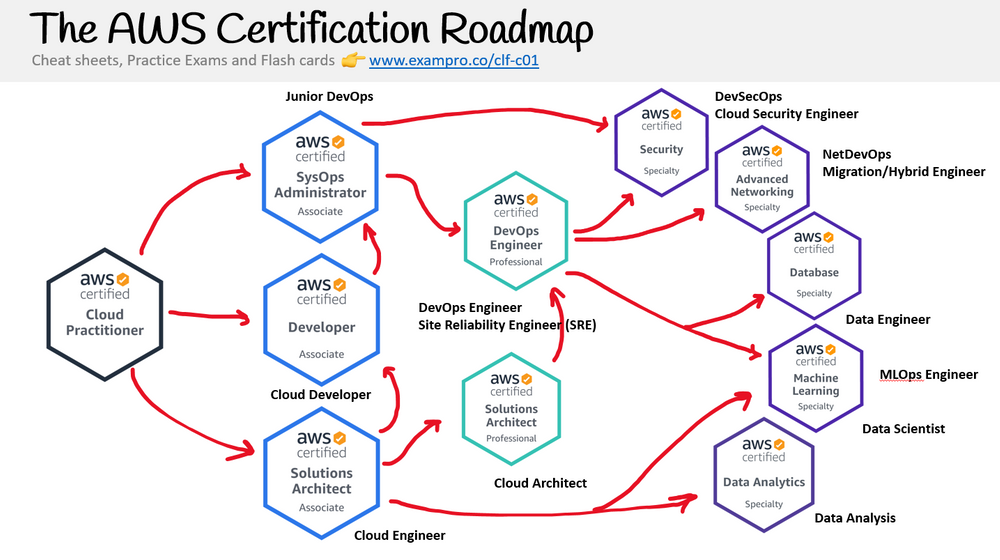 The AWS Certification Roadmap
Cheat sheets, Practice Exams and Flash cards 👉 www.exampro.co/clf-c01
Junior DevOps
aws
certified
SysOps
Administrator
Associate
aws
certified
Security
Specialty
DevSecOps
Cloud Security Engineer
aws
certified
Advanced
Networking
Specialty
NetDevOps
Migration/Hybrid Engineer
aws
certified
DevOps
Engineer
Professional
DevOps Engineer
Site Reliability Engineer (SRE)
aws
certified
Cloud
Practitioner
aws
certified
Developer
Associate
Cloud Developer
aws
certified
Database
Specialty
Data Engineer
aws
certified
Machine
Learning
Specialty
MLOps Engineer
Data Scientist
aws
certified
Solutions
Architect
Professional
Cloud Architect
aws
certified
Solutions
Architect
Associate
Cloud Engineer
aws
certified
Data Analytics
Specialty
Data Analysis